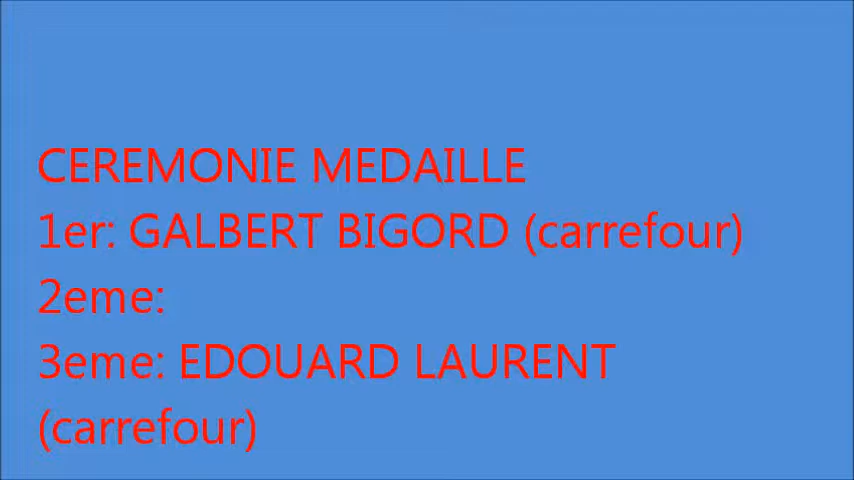 CEREMONIE MEDAILLE
1er: GALBERT BIGORD (carrefour)
2eme:
3eme: EDOUARD LAURENT
(carrefour)